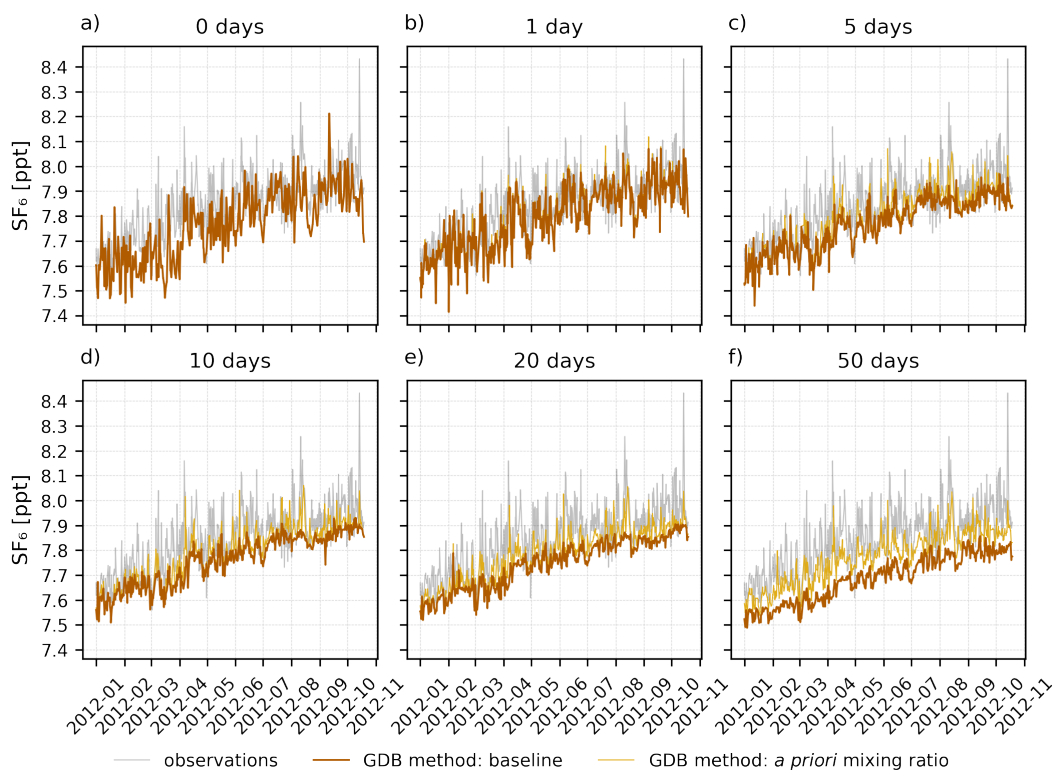 a) 0 days
b) 1 day
c) 5 days
SF₆ [ppt]
8.4
8.3
8.2
8.1
8.0
7.9
7.8
7.7
7.6
7.5
7.4
d) 10 days
e) 20 days
f) 50 days
SF₆ [ppt]
8.4
8.3
8.2
8.1
8.0
7.9
7.8
7.7
7.6
7.5
7.4
2012-01 2012-02 2012-03 2012-04 2012-05 2012-06 2012-07 2012-08 2012-09 2012-10 2012-11
2012-01 2012-02 2012-03 2012-04 2012-05 2012-06 2012-07 2012-08 2012-09 2012-10 2012-11
2012-01 2012-02 2012-03 2012-04 2012-05 2012-06 2012-07 2012-08 2012-09 2012-10 2012-11
observations GDB method: baseline GDB method: a priori mixing ratio